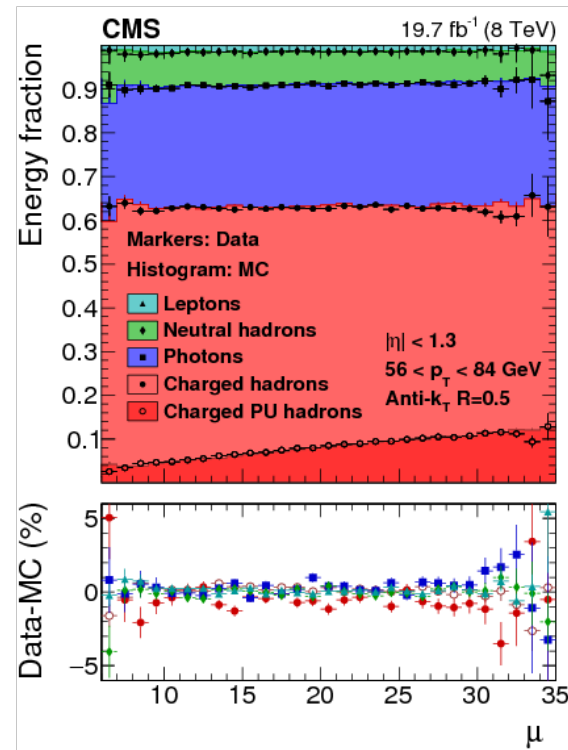 CMS 19.7 fb⁻¹ (8 TeV)
Energy fraction
0.9
0.8
0.7
0.6
0.5
0.4
0.3
0.2
0.1
Markers: Data
Histogram: MC
Leptons
Neutral hadrons
Photons
Charged hadrons
Charged PU hadrons
|η| < 1.3
56 < p_T < 84 GeV
Anti-k_T R=0.5
Data-MC (%)
5
0
−5
10 15 20 25 30 35
μ